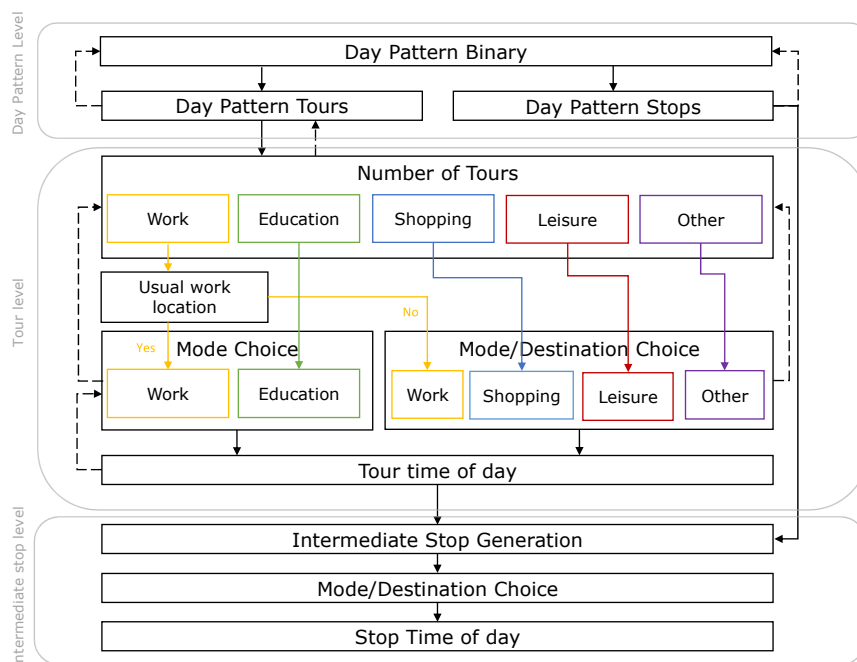 Day Pattern Level
Day Pattern Binary
Day Pattern Tours
Day Pattern Stops
Tour level
Number of Tours
Work
Education
Shopping
Leisure
Other
Usual work
location
No
Yes
Mode Choice
Work
Education
Mode/Destination Choice
Work
Shopping
Leisure
Other
Tour time of day
Intermediate stop level
Intermediate Stop Generation
Mode/Destination Choice
Stop Time of day